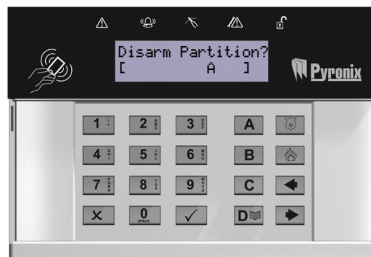 Disarm Partition?
[ A ]
Pyronix
1 2 3 A
4 5 6 B
7 8 9 C
0 D
SPACE